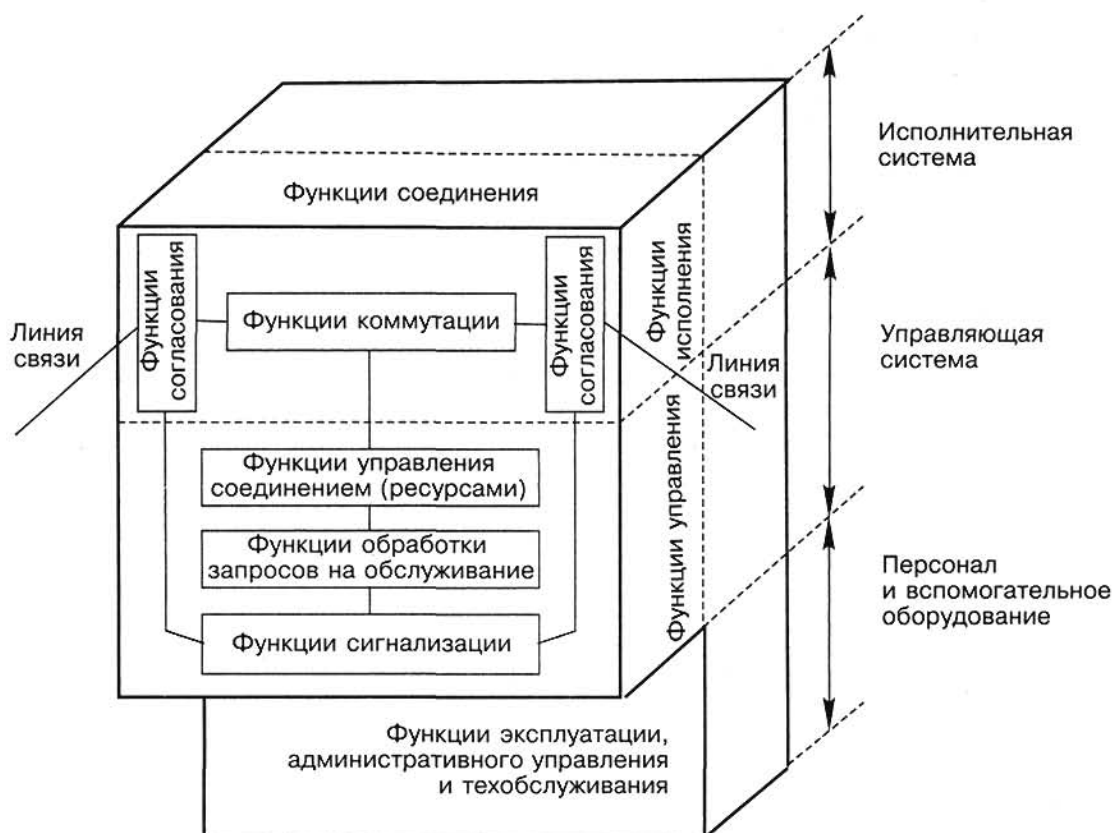 Исполнительная
система
Функции соединения
Функции
согласования
Функции коммутации
Функции
согласования
Функции
исполнения
Линия
связи
Линия
связи
Управляющая
система
Функции управления
соединением (ресурсами)
Функции обработки
запросов на обслуживание
Функции сигнализации
Функции управления
Персонал
и вспомогательное
оборудование
Функции эксплуатации,
административного управления
и техобслуживания